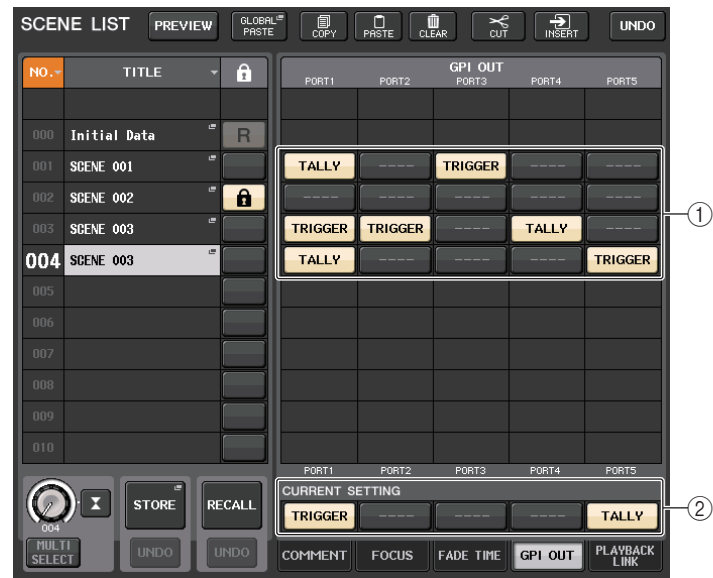 SCENE LIST PREVIEW GLOBAL PASTE COPY PASTE CLEAR CUT INSERT UNDO
NO. TITLE GPI OUT
PORT1 PORT2 PORT3 PORT4 PORT5
000 Initial Data R
001 SCENE 001 TALLY ---- TRIGGER ---- ----
002 SCENE 002 ---- ---- ---- ---- ----
003 SCENE 003 TRIGGER TRIGGER ---- TALLY ----
004 SCENE 003 TALLY ---- ---- ---- TRIGGER
005
006
007
008
009
010
PORT1 PORT2 PORT3 PORT4 PORT5
CURRENT SETTING
TRIGGER ---- ---- ---- TALLY
004
STORE RECALL
MULTI SELECT UNDO UNDO
COMMENT FOCUS FADE TIME GPI OUT PLAYBACK LINK
1
2